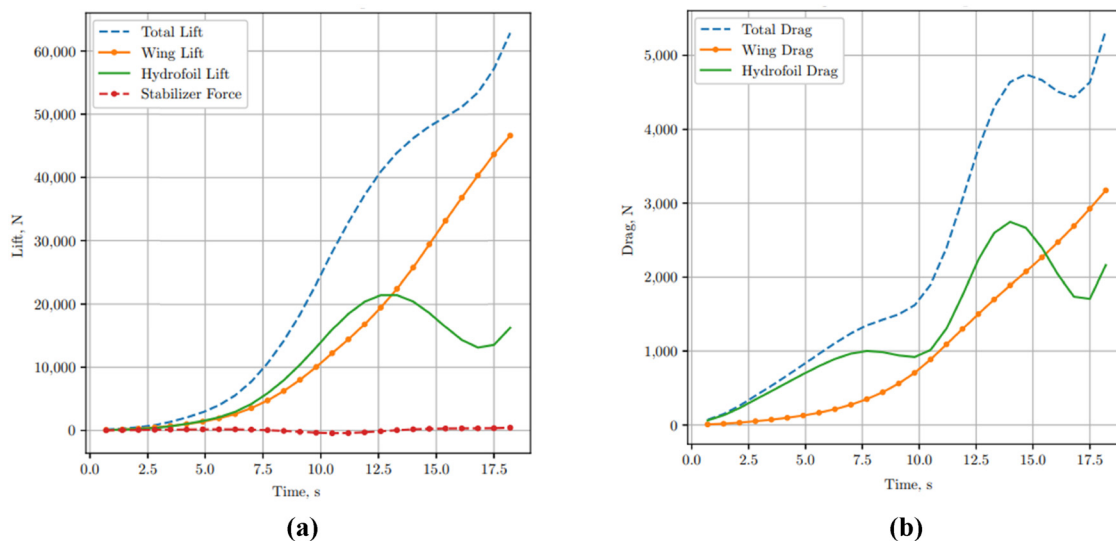 Total Lift
Wing Lift
Hydrofoil Lift
Stabilizer Force
60,000
50,000
40,000
30,000
20,000
10,000
0
Lift, N
0.0 2.5 5.0 7.5 10.0 12.5 15.0 17.5
Time, s
(a)
Total Drag
Wing Drag
Hydrofoil Drag
5,000
4,000
3,000
2,000
1,000
0
Drag, N
0.0 2.5 5.0 7.5 10.0 12.5 15.0 17.5
Time, s
(b)